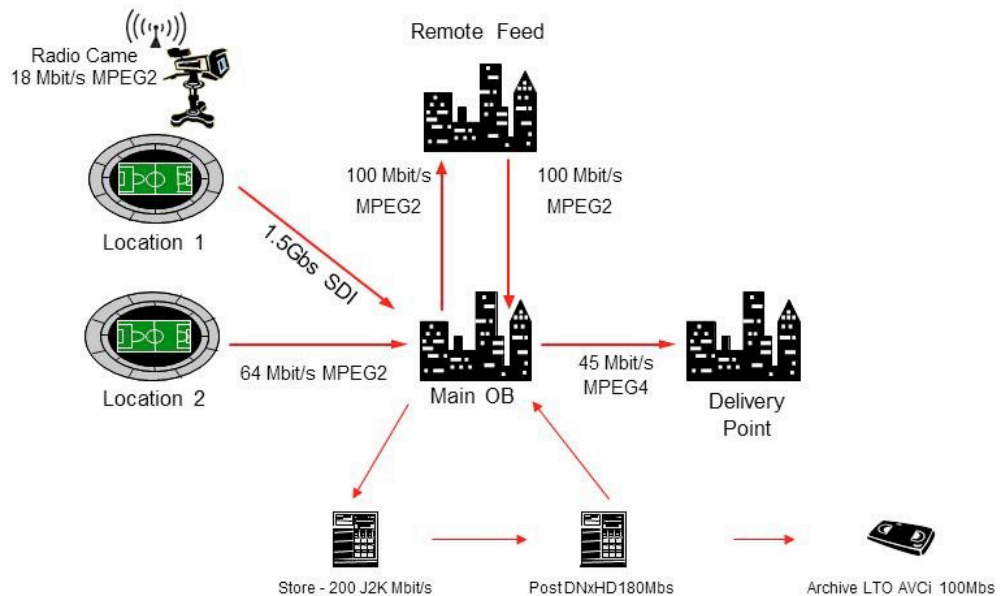 Remote Feed
Radio Came
18 Mbit/s MPEG2
100 Mbit/s
MPEG2
100 Mbit/s
MPEG2
Location 1
1.5Gbs SDI
64 Mbit/s MPEG2
Location 2
Main OB
45 Mbit/s
MPEG4
Delivery
Point
Store - 200 J2K Mbit/s
Post DNxHD180Mbs
Archive LTO AVCi 100Mbs